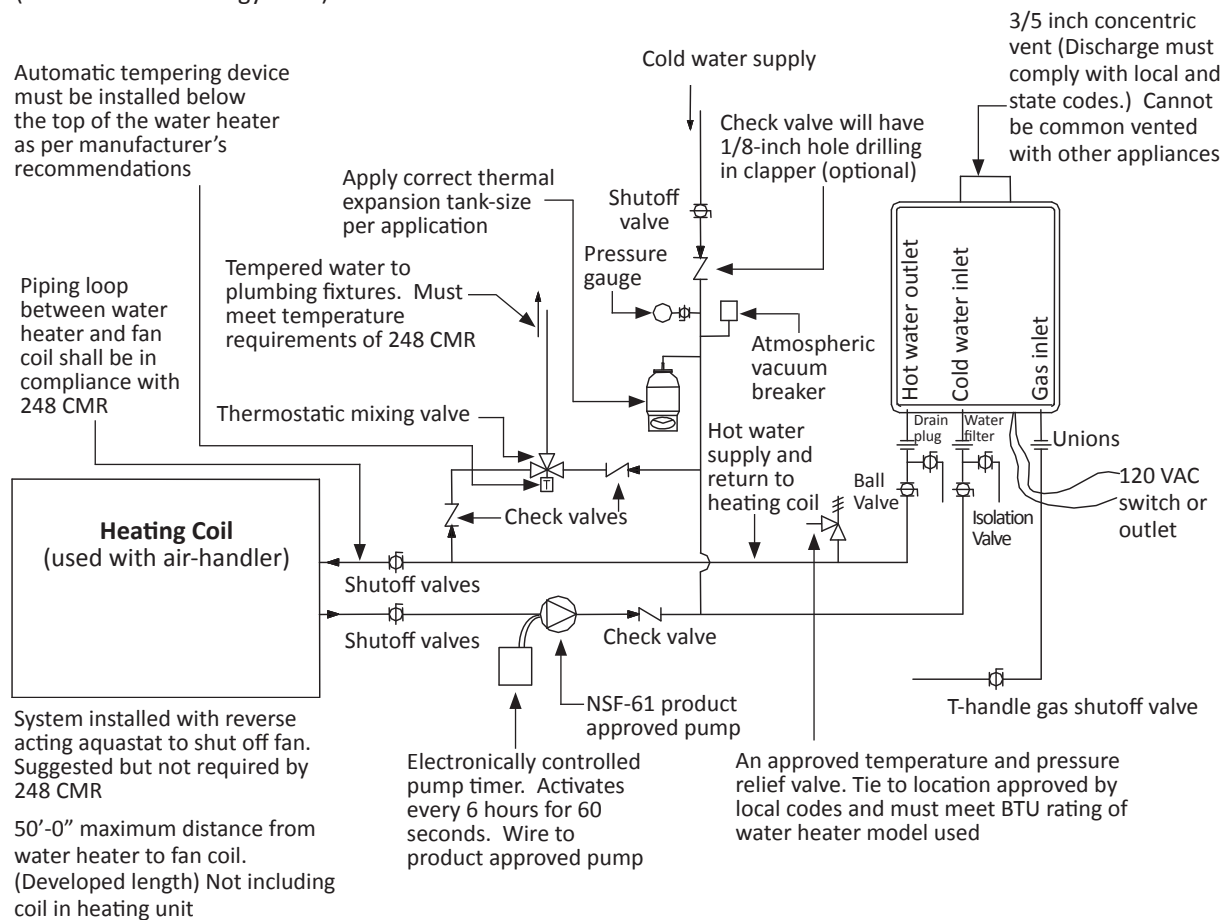 3/5 inch concentric
vent (Discharge must
comply with local and
state codes.)  Cannot
be common vented
with other appliances
Cold water supply
Automatic tempering device
must be installed below
the top of the water heater
as per manufacturer's
recommendations
Check valve will have
1/8-inch hole drilling
in clapper (optional)
Apply correct thermal
expansion tank-size
per application
Shutoff
valve
Pressure
gauge
Tempered water to
plumbing fixtures.  Must
meet temperature
requirements of 248 CMR
Piping loop
between water
heater and fan
coil shall be in
compliance with
248 CMR
Atmospheric
vacuum
breaker
Hot water outlet
Cold water inlet
Gas inlet
Thermostatic mixing valve
Drain
plug
Water
filter
Unions
Hot water
supply and
return to
heating coil
Ball
Valve
120 VAC
switch or
outlet
T
Check valves
Isolation
Valve
Heating Coil
(used with air-handler)
Shutoff valves
Shutoff valves
Check valve
NSF-61 product
approved pump
T-handle gas shutoff valve
System installed with reverse
acting aquastat to shut off fan.
Suggested but not required by
248 CMR
Electronically controlled
pump timer.  Activates
every 6 hours for 60
seconds.  Wire to
product approved pump
An approved temperature and pressure
relief valve. Tie to location approved by
local codes and must meet BTU rating of
water heater model used
50'-0" maximum distance from
water heater to fan coil.
(Developed length) Not including
coil in heating unit